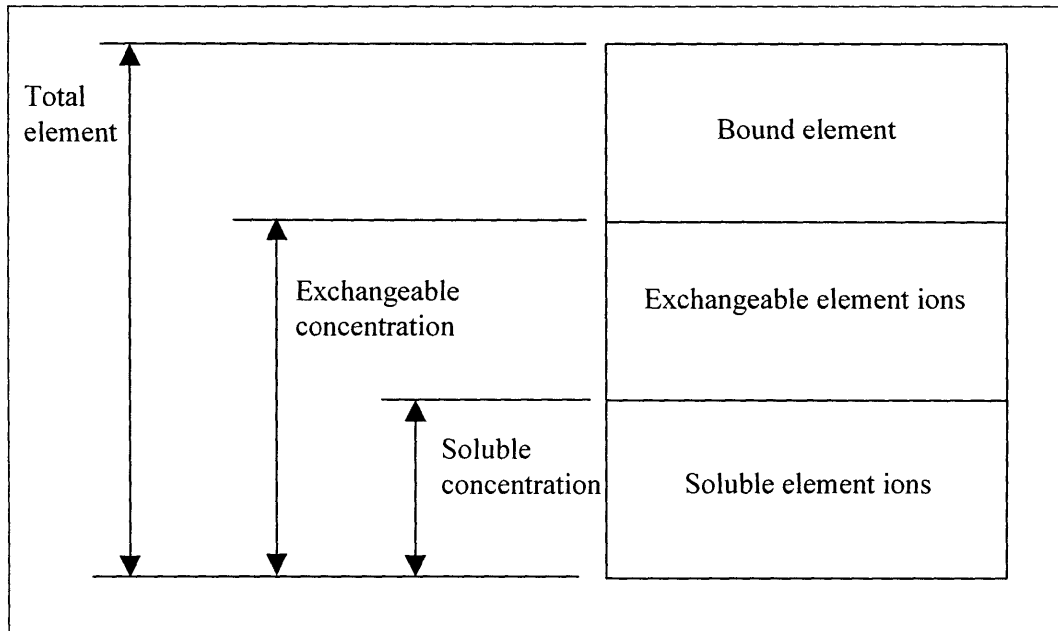 Total
element
Bound element
Exchangeable
concentration
Exchangeable element ions
Soluble
concentration
Soluble element ions